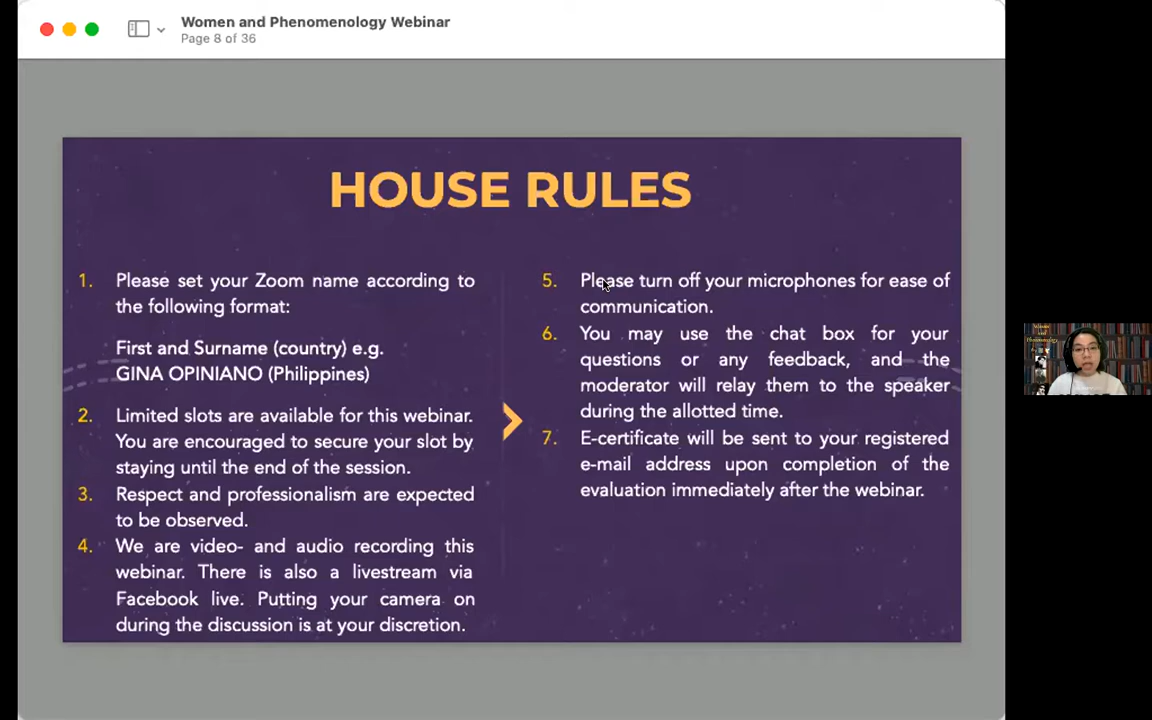 Women and Phenomenology Webinar
Page 8 of 36
HOUSE RULES
1. Please set your Zoom name according to
the following format:
First and Surname (country) e.g.
GINA OPINIANO (Philippines)
2. Limited slots are available for this webinar.
You are encouraged to secure your slot by
staying until the end of the session.
3. Respect and professionalism are expected
to be observed.
4. We are video- and audio recording this
webinar. There is also a livestream via
Facebook live. Putting your camera on
during the discussion is at your discretion.
5. Please turn off your microphones for ease of
communication.
6. You may use the chat box for your
questions or any feedback, and the
moderator will relay them to the speaker
during the allotted time.
7. E-certificate will be sent to your registered
e-mail address upon completion of the
evaluation immediately after the webinar.